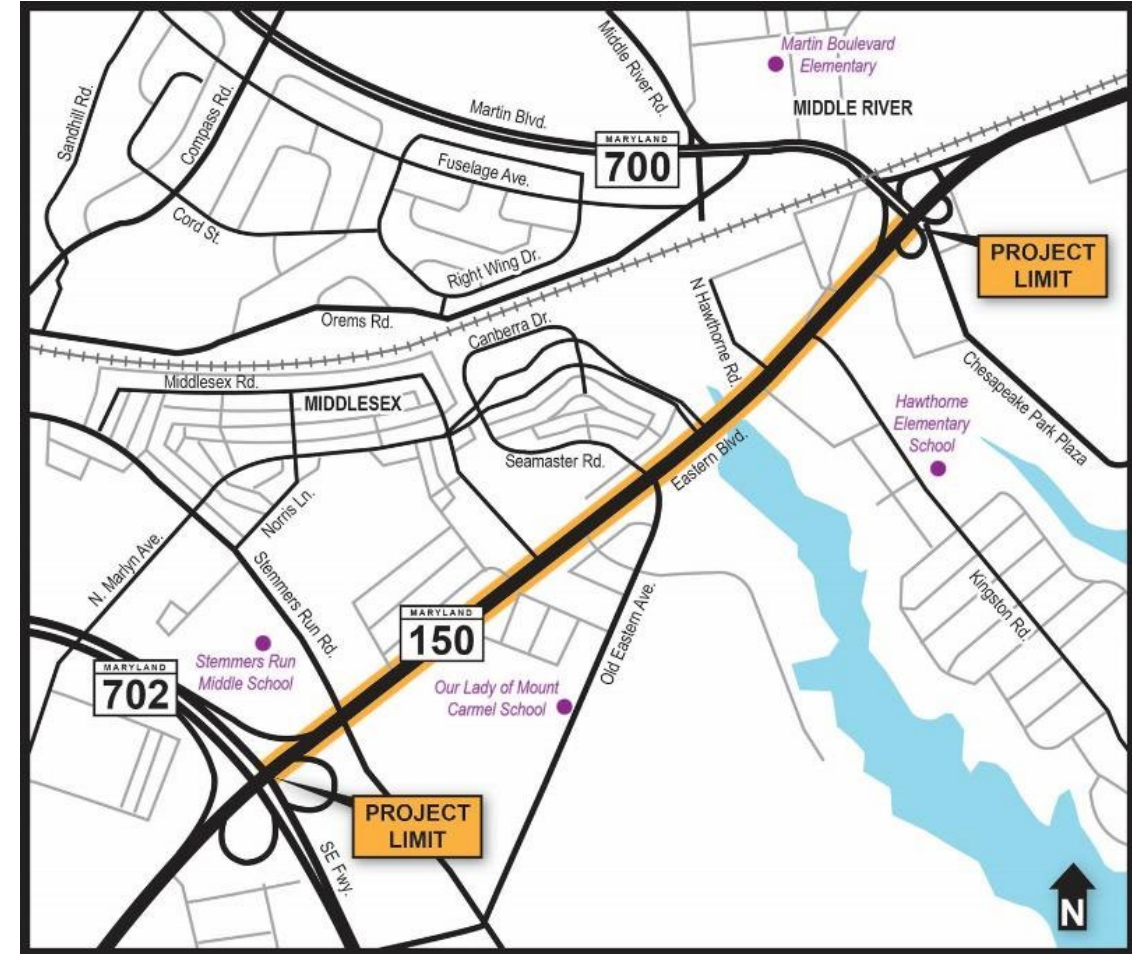 Martin Boulevard
Elementary
Middle River Rd.
Sandhill Rd.
Compass Rd.
Martin Blvd.
MIDDLE RIVER
MARYLAND
700
Fuselage Ave.
Cord St.
PROJECT
LIMIT
Right Wing Dr.
N Hawthorne Rd.
Orems Rd.
Canberra Dr.
Middlesex Rd.
MIDDLESEX
Chesapeake Park Plaza
Hawthorne
Elementary
School
Seamaster Rd.
Eastern Blvd.
Norris Ln.
N. Marlyn Ave.
Stemmers Run Rd.
Kingston Rd.
MARYLAND
150
Old Eastern Ave.
MARYLAND
702
Stemmers Run
Middle School
Our Lady of Mount
Carmel School
PROJECT
LIMIT
SE Fwy.
N